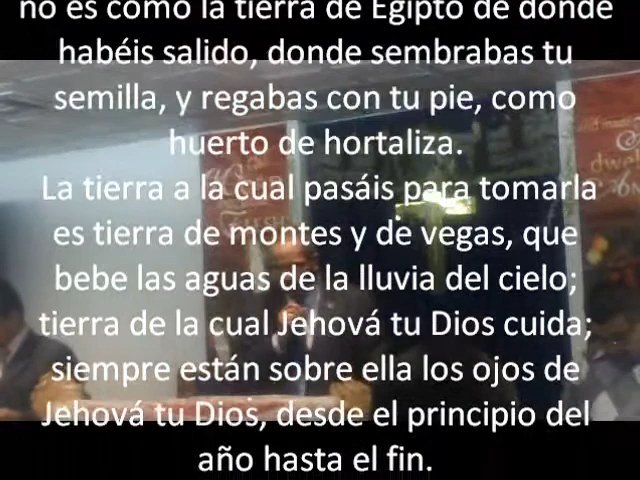 no es como la tierra de Egipto de donde
habéis salido, donde sembrabas tu
semilla, y regabas con tu pie, como
huerto de hortaliza.
La tierra a la cual pasáis para tomarla
es tierra de montes y de vegas, que
bebe las aguas de la lluvia del cielo;
tierra de la cual Jehová tu Dios cuida;
siempre están sobre ella los ojos de
Jehová tu Dios, desde el principio del
año hasta el fin.